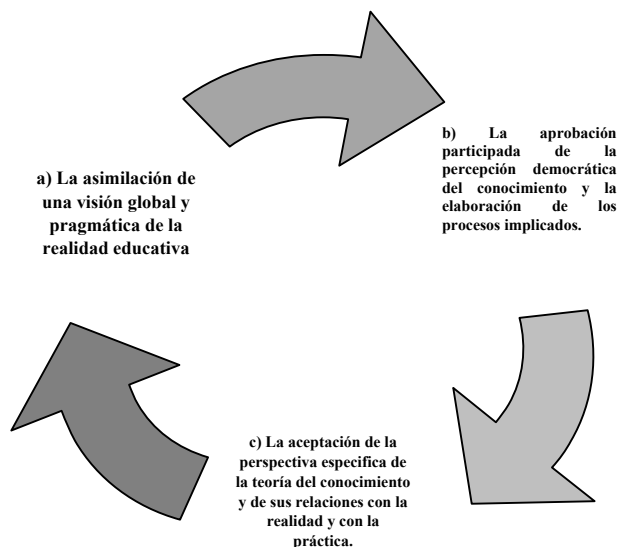 a) La asimilación de
una visión global y
pragmática de la
realidad educativa
b) La aprobación
participada de la
percepción democrática
del conocimiento y la
elaboración de los
procesos implicados.
c) La aceptación de la
perspectiva especifica de
la teoría del conocimiento
y de sus relaciones con la
realidad y con la
práctica.